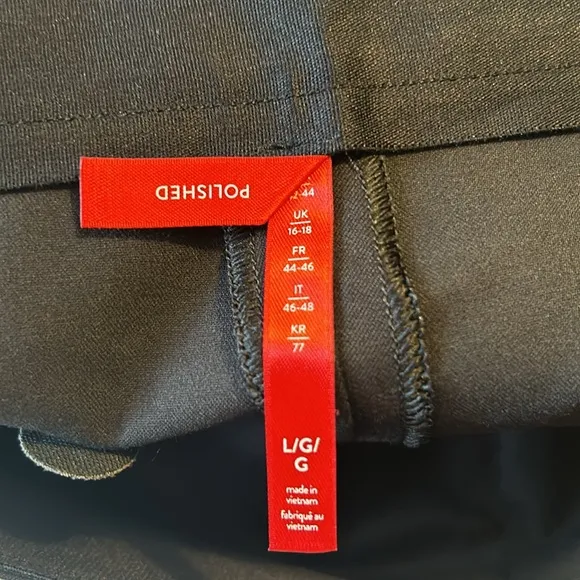 POLISHED
UK
16-18
FR
44-46
IT
46-48
KR
77
L/G/
G
made in
vietnam
fabriqué au
vietnam